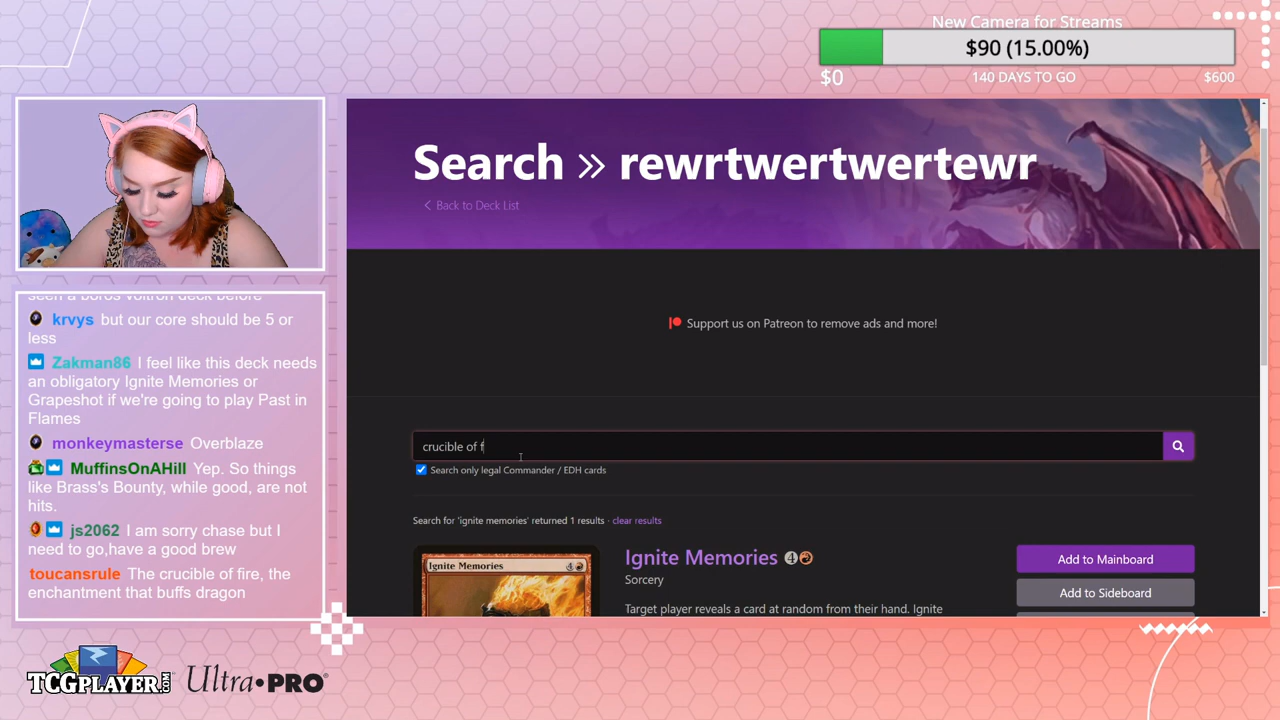 New Camera for Streams
$90 (15.00%)
$0
140 DAYS TO GO
$600
Search » rewrtwertwertewr
Back to Deck List
Support us on Patreon to remove ads and more!
crucible of f
Search only legal Commander / EDH cards
Search for 'ignite memories' returned 1 results · clear results
Ignite Memories
4
Ignite Memories
4
Sorcery
Target player reveals a card at random from their hand. Ignite
Add to Mainboard
Add to Sideboard
seen a boros voltron deck before
krvys but our core should be 5 or
less
Zakman86 I feel like this deck needs
an obligatory Ignite Memories or
Grapeshot if we're going to play Past in
Flames
monkeymasterse Overblaze
MuffinsOnAHill Yep. So things
like Brass's Bounty, while good, are not
hits.
js2062 I am sorry chase but I
need to go,have a good brew
toucansrule The crucible of fire, the
enchantment that buffs dragon
TCGPLAYER.COM
Ultra•PRO®